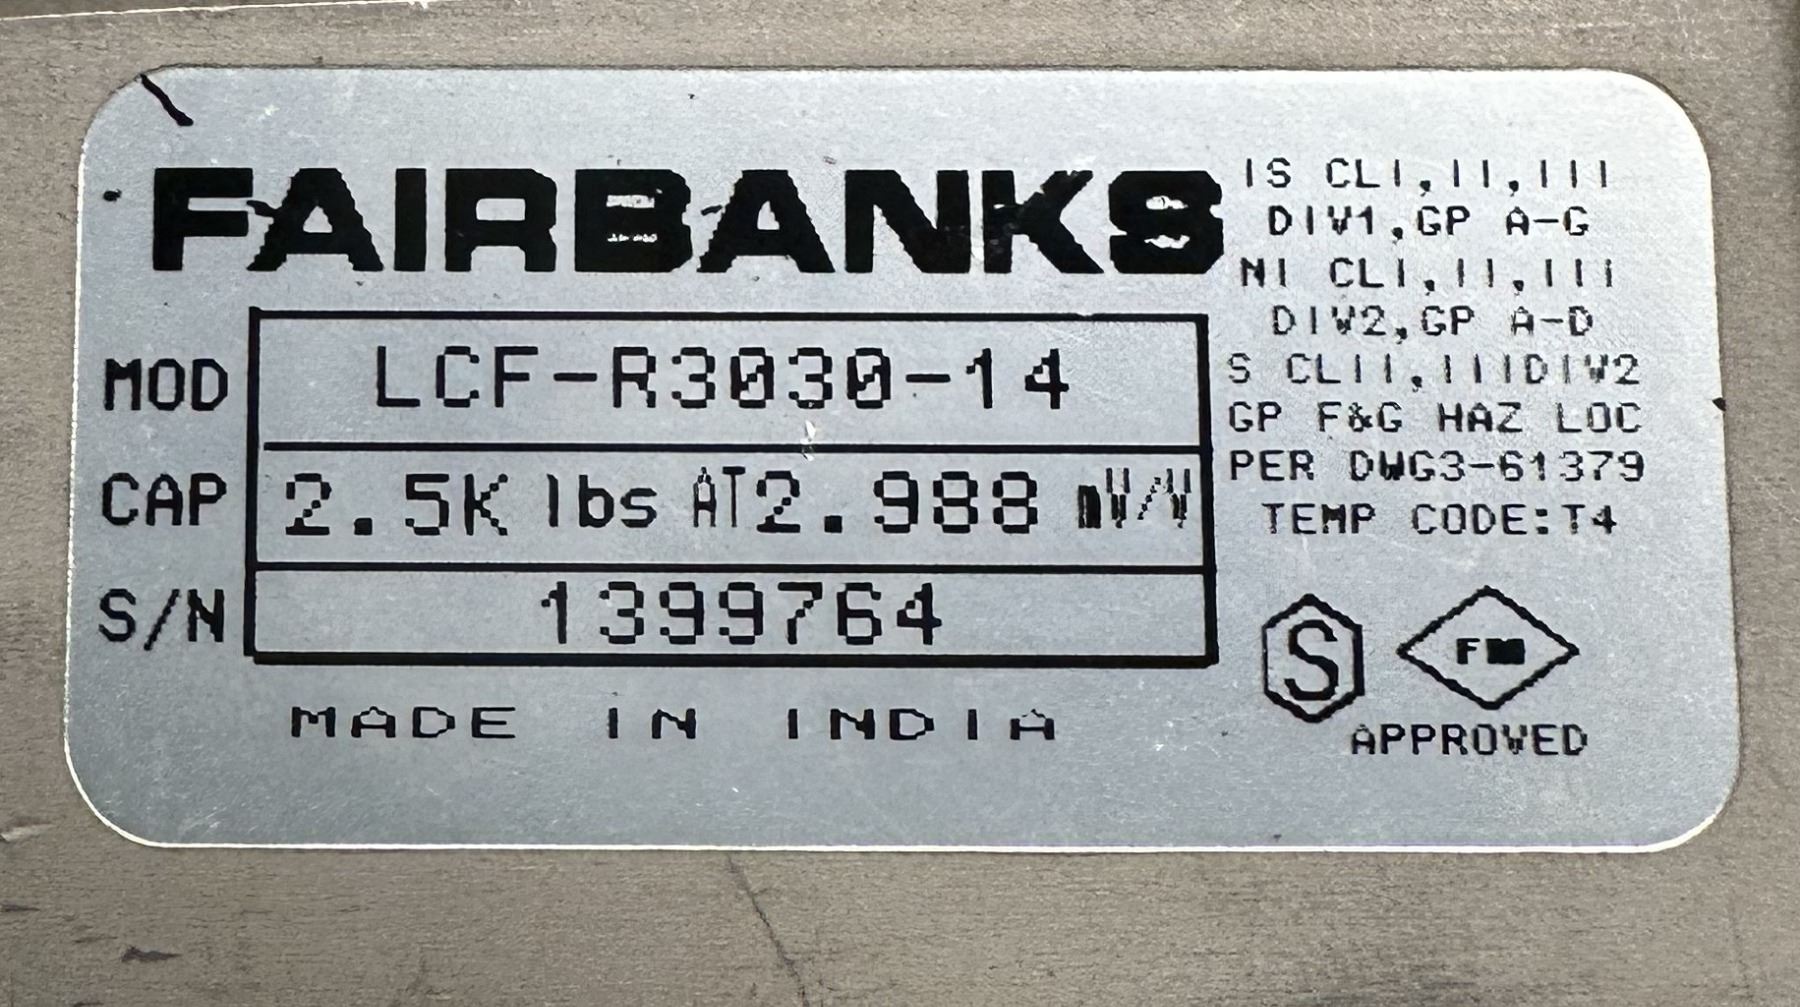 FAIRBANKS
MOD LCF-R3030-14
CAP 2.5K lbs AT 2.988 mV/V
S/N 1399764
MADE IN INDIA
IS CLI,II,III
DIV1,GP A-G
NI CLI,II,III
DIV2,GP A-D
S CLII,IIIDIV2
GP F&G HAZ LOC
PER DWG3-61379
TEMP CODE:T4
S FM
APPROVED